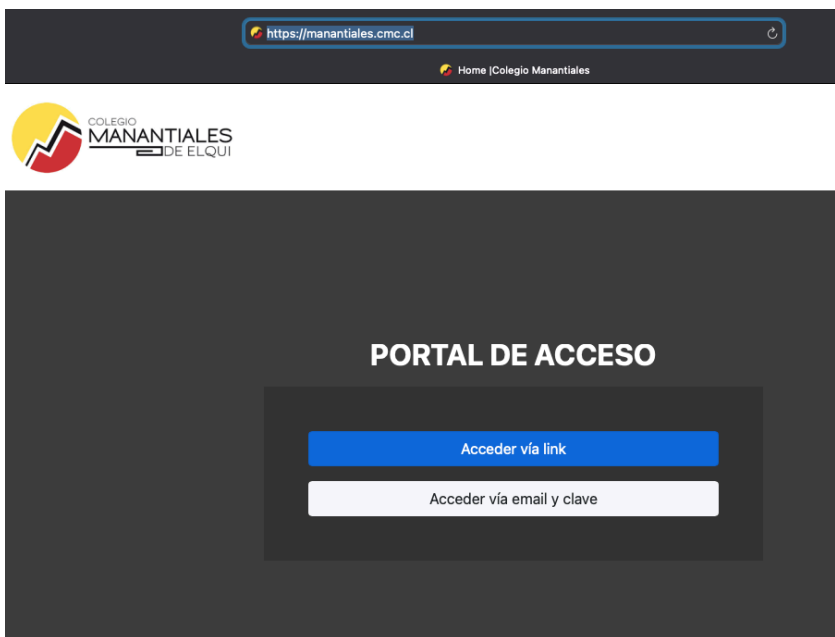 https://manantiales.cmc.cl
Home |Colegio Manantiales
COLEGIO
MANANTIALES
DE ELQUI
PORTAL DE ACCESO
Acceder vía link
Acceder vía email y clave